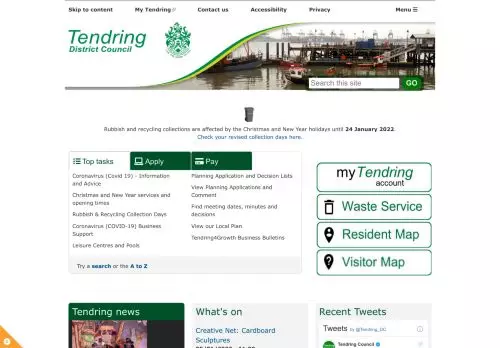 Skip to content
My Tendring
Contact us
Accessibility
Privacy
Menu ☰
Tendring
District Council
Search this site
GO
Rubbish and recycling collections are affected by the Christmas and New Year holidays until 24 January 2022.
Check your revised collection days here.
Top tasks
Apply
Pay
Coronavirus (Covid 19) - Information
and Advice
Christmas and New Year services and
opening times
Rubbish & Recycling Collection Days
Coronavirus (COVID-19) Business
Support
Leisure Centres and Pools
Planning Application and Decision Lists
View Planning Applications and
Comment
Find meeting dates, minutes and
decisions
View our Local Plan
Tendring4Growth Business Bulletins
Try a search or the A to Z
my Tendring
account
Waste Service
Resident Map
Visitor Map
Tendring news
What's on
Creative Net: Cardboard
Sculptures
Recent Tweets
Tweets by @Tendring_DC
Tendring Council